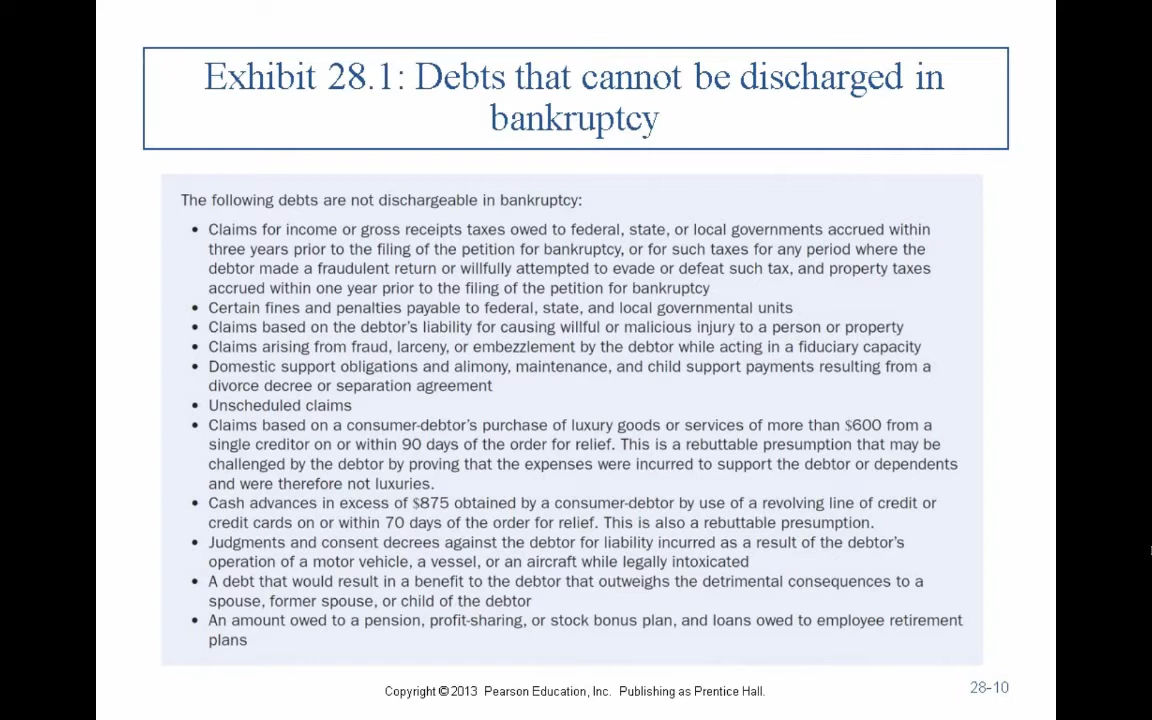 Exhibit 28.1: Debts that cannot be discharged in
bankruptcy
The following debts are not dischargeable in bankruptcy:
• Claims for income or gross receipts taxes owed to federal, state, or local governments accrued within
three years prior to the filing of the petition for bankruptcy, or for such taxes for any period where the
debtor made a fraudulent return or willfully attempted to evade or defeat such tax, and property taxes
accrued within one year prior to the filing of the petition for bankruptcy
• Certain fines and penalties payable to federal, state, and local governmental units
• Claims based on the debtor's liability for causing willful or malicious injury to a person or property
• Claims arising from fraud, larceny, or embezzlement by the debtor while acting in a fiduciary capacity
• Domestic support obligations and alimony, maintenance, and child support payments resulting from a
divorce decree or separation agreement
• Unscheduled claims
• Claims based on a consumer-debtor's purchase of luxury goods or services of more than $600 from a
single creditor on or within 90 days of the order for relief. This is a rebuttable presumption that may be
challenged by the debtor by proving that the expenses were incurred to support the debtor or dependents
and were therefore not luxuries.
• Cash advances in excess of $875 obtained by a consumer-debtor by use of a revolving line of credit or
credit cards on or within 70 days of the order for relief. This is also a rebuttable presumption.
• Judgments and consent decrees against the debtor for liability incurred as a result of the debtor's
operation of a motor vehicle, a vessel, or an aircraft while legally intoxicated
• A debt that would result in a benefit to the debtor that outweighs the detrimental consequences to a
spouse, former spouse, or child of the debtor
• An amount owed to a pension, profit-sharing, or stock bonus plan, and loans owed to employee retirement
plans
Copyright © 2013 Pearson Education, Inc. Publishing as Prentice Hall.
28-10